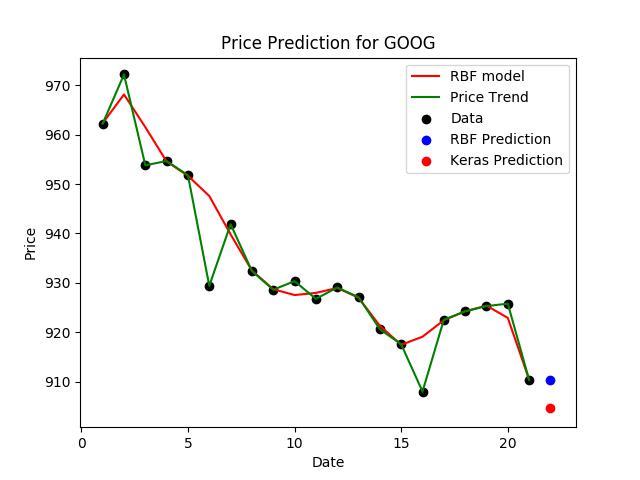 Price Prediction for GOOG
RBF model
Price Trend
Data
RBF Prediction
Keras Prediction
Price
970
960
950
940
930
920
910
0 5 10 15 20
Date